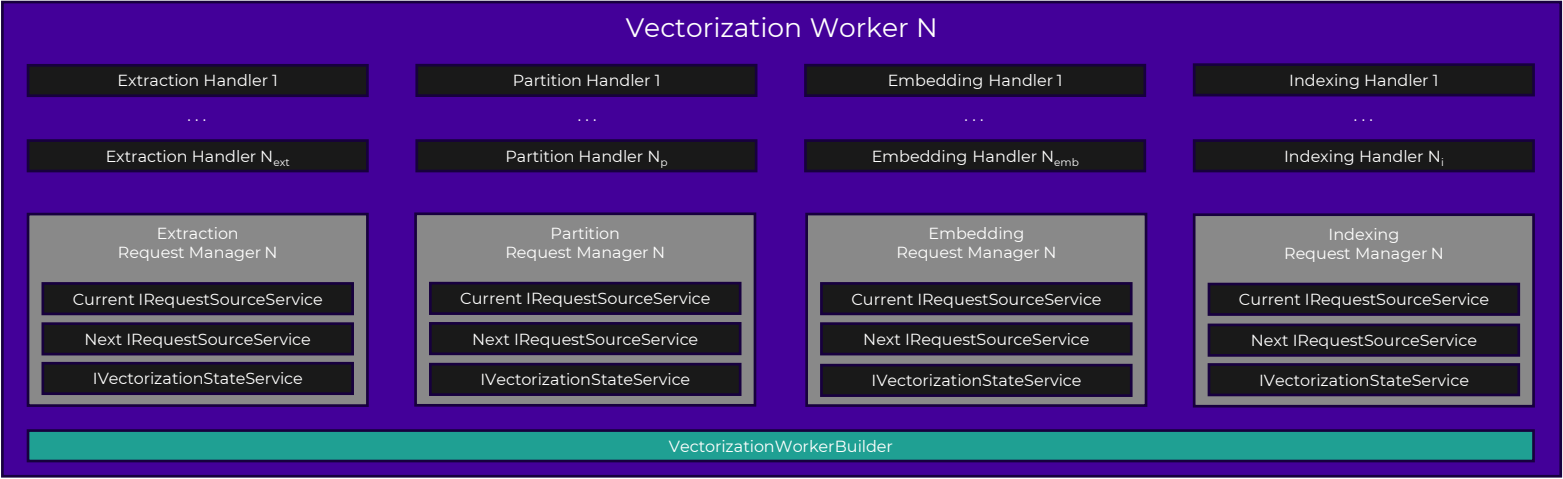 Vectorization Worker N
Extraction Handler 1
Partition Handler 1
Embedding Handler 1
Indexing Handler 1
...
...
...
...
Extraction Handler Next
Partition Handler Np
Embedding Handler Nemb
Indexing Handler Ni
Extraction
Request Manager N
Current IRequestSourceService
Next IRequestSourceService
IVectorizationStateService
Partition
Request Manager N
Current IRequestSourceService
Next IRequestSourceService
IVectorizationStateService
Embedding
Request Manager N
Current IRequestSourceService
Next IRequestSourceService
IVectorizationStateService
Indexing
Request Manager N
Current IRequestSourceService
Next IRequestSourceService
IVectorizationStateService
VectorizationWorkerBuilder